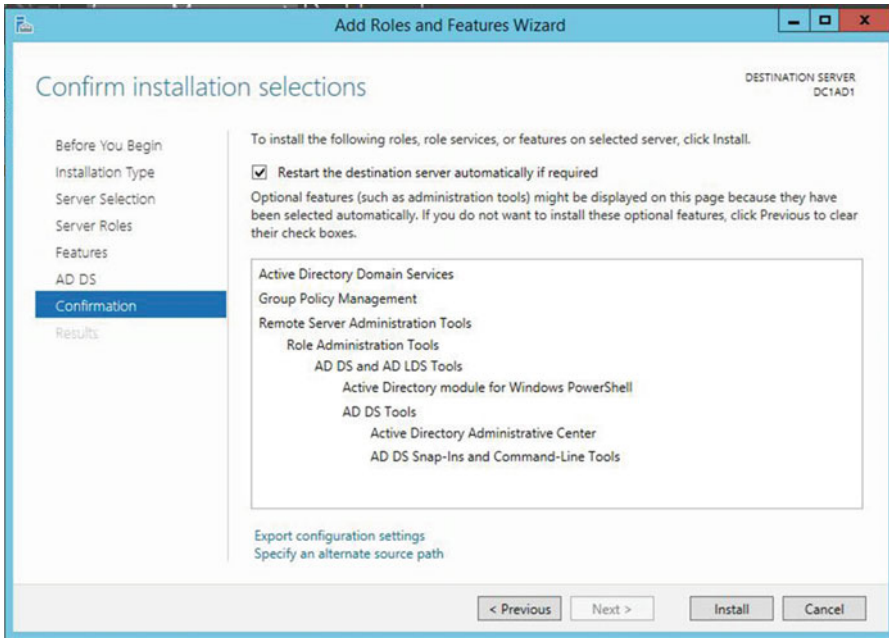 Add Roles and Features Wizard
Confirm installation selections
DESTINATION SERVER
DC1AD1
Before You Begin
Installation Type
Server Selection
Server Roles
Features
AD DS
Confirmation
Results
To install the following roles, role services, or features on selected server, click Install.
Restart the destination server automatically if required
Optional features (such as administration tools) might be displayed on this page because they have
been selected automatically. If you do not want to install these optional features, click Previous to clear
their check boxes.
Active Directory Domain Services
Group Policy Management
Remote Server Administration Tools
Role Administration Tools
AD DS and AD LDS Tools
Active Directory module for Windows PowerShell
AD DS Tools
Active Directory Administrative Center
AD DS Snap-Ins and Command-Line Tools
Export configuration settings
Specify an alternate source path
< Previous
Next >
Install
Cancel